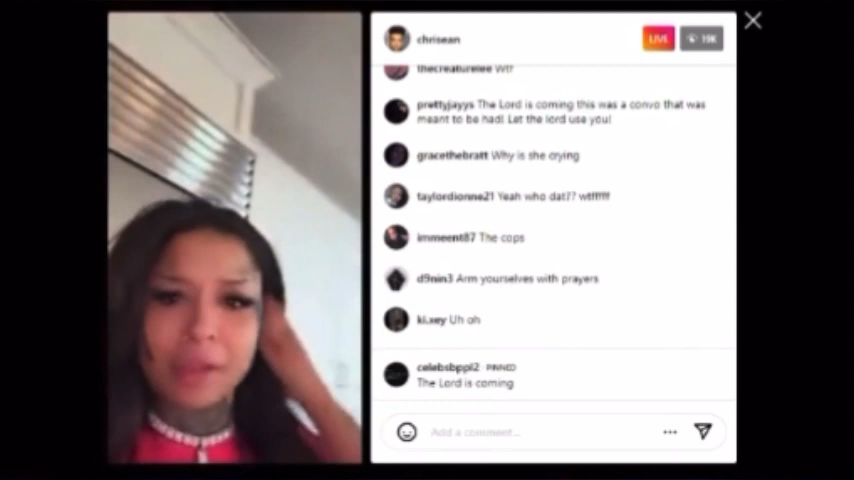 chrisean
LIVE 19K
thecreaturelee Wtf
prettyjayys The Lord is coming this was a convo that was
meant to be had! Let the lord use you!
gracethebratt Why is she crying
taylordionne21 Yeah who dat?? wtfffff
immeent87 The cops
d9nin3 Arm yourselves with prayers
ki.xey Uh oh
celebsbppl2 PINNED
The Lord is coming
Add a comment...